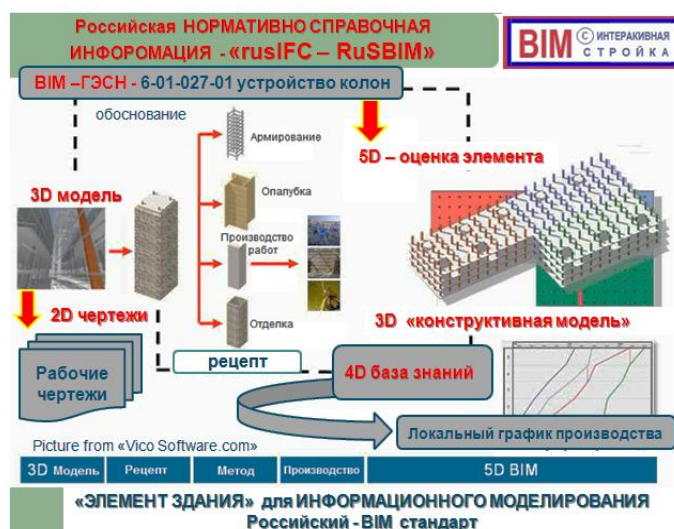 Российская НОРМАТИВНО СПРАВОЧНАЯ
ИНФОРОМАЦИЯ - «rusIFC – RuSBIM»
BIM © ИНТЕРАКИВНАЯ
СТРОЙКА
BIM –ГЭСН - 6-01-027-01 устройство колон
обоснование
Армирование
5D – оценка элемента
3D модель
Опалубка
Производство
работ
2D чертежи
Отделка
3D «конструктивная модель»
рецепт
Рабочие
чертежи
4D база знаний
Локальный график производства
Picture from «Vico Software.com»
3D Модель Рецепт Метод Производство 5D BIM
«ЭЛЕМЕНТ ЗДАНИЯ» для ИНФОРМАЦИОННОГО МОДЕЛИРОВАНИЯ
Российский - BIM стандарт